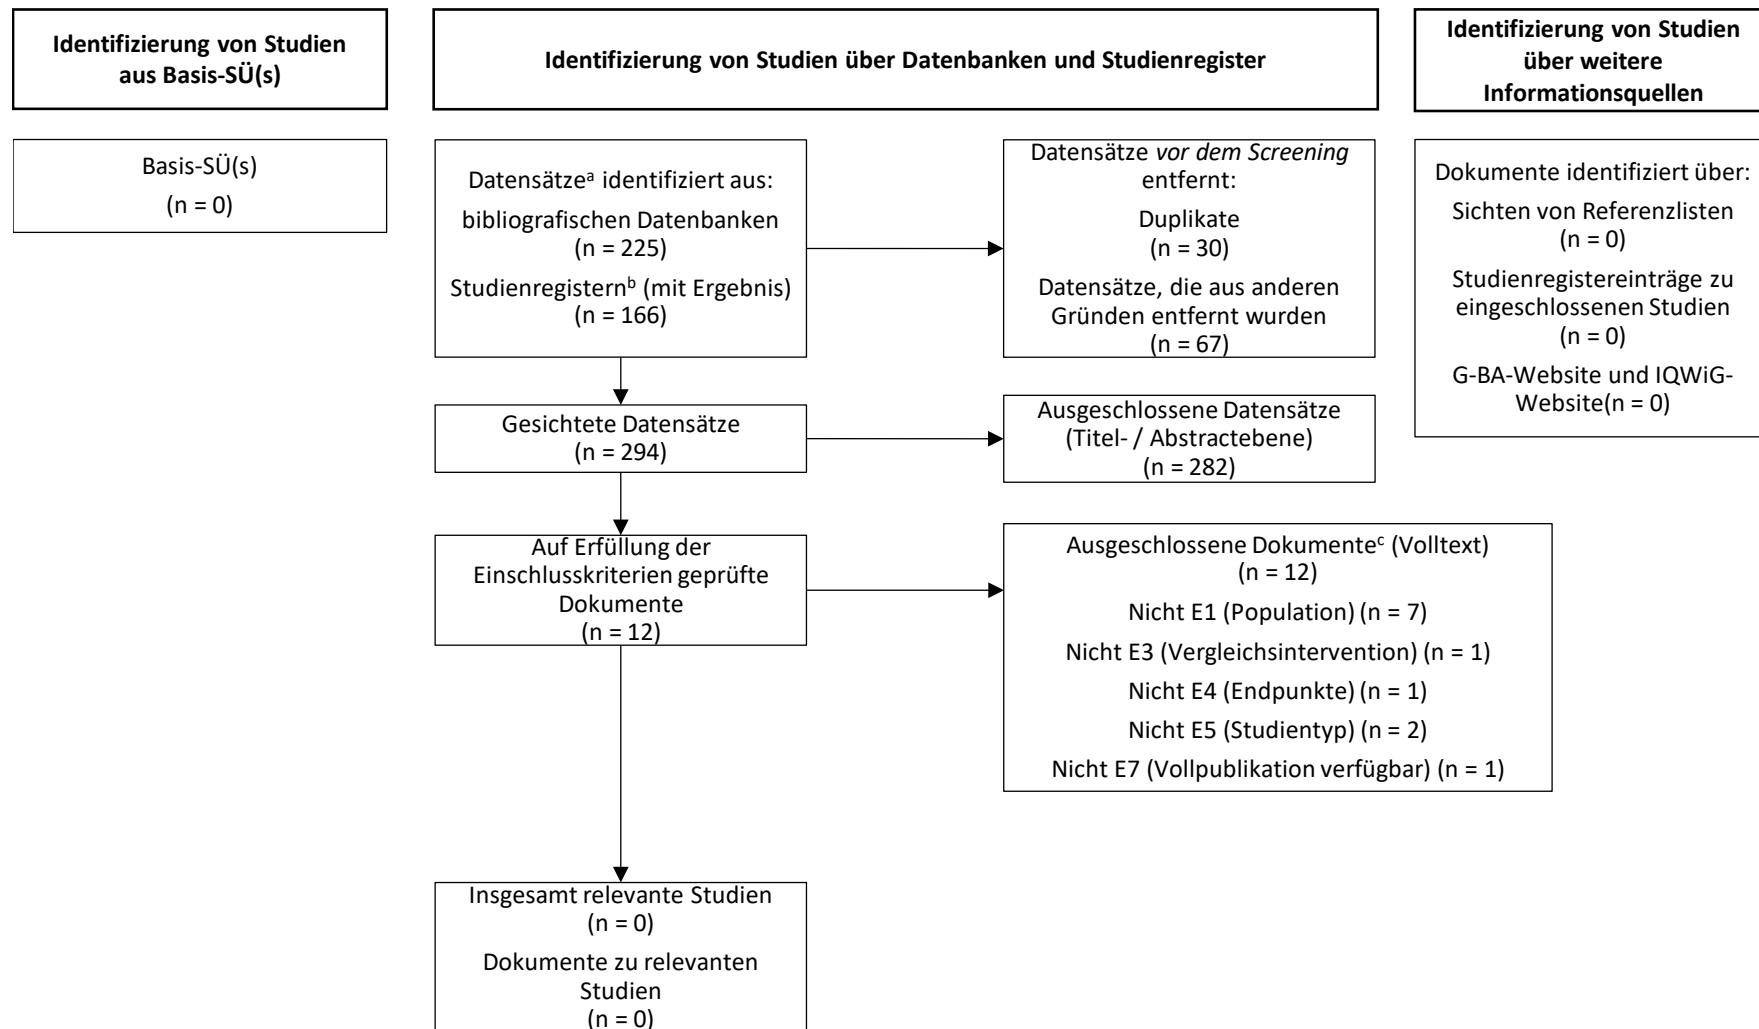 Identifizierung von Studien
aus Basis-SÜ(s)
Identifizierung von Studien über Datenbanken und Studienregister
Identifizierung von Studien
über weitere
Informationsquellen
Basis-SÜ(s)
(n = 0)
Datensätzeᵃ identifiziert aus:
bibliografischen Datenbanken
(n = 225)
Studienregisternᵇ (mit Ergebnis)
(n = 166)
Datensätze vor dem Screening
entfernt:
Duplikate
(n = 30)
Datensätze, die aus anderen
Gründen entfernt wurden
(n = 67)
Dokumente identifiziert über:
Sichten von Referenzlisten
(n = 0)
Studienregistereinträge zu
eingeschlossenen Studien
(n = 0)
G-BA-Website und IQWiG-
Website(n = 0)
Gesichtete Datensätze
(n = 294)
Ausgeschlossene Datensätze
(Titel- / Abstractebene)
(n = 282)
Auf Erfüllung der
Einschlusskriterien geprüfte
Dokumente
(n = 12)
Ausgeschlossene Dokumenteᶜ (Volltext)
(n = 12)
Nicht E1 (Population) (n = 7)
Nicht E3 (Vergleichsintervention) (n = 1)
Nicht E4 (Endpunkte) (n = 1)
Nicht E5 (Studientyp) (n = 2)
Nicht E7 (Vollpublikation verfügbar) (n = 1)
Insgesamt relevante Studien
(n = 0)
Dokumente zu relevanten
Studien
(n = 0)